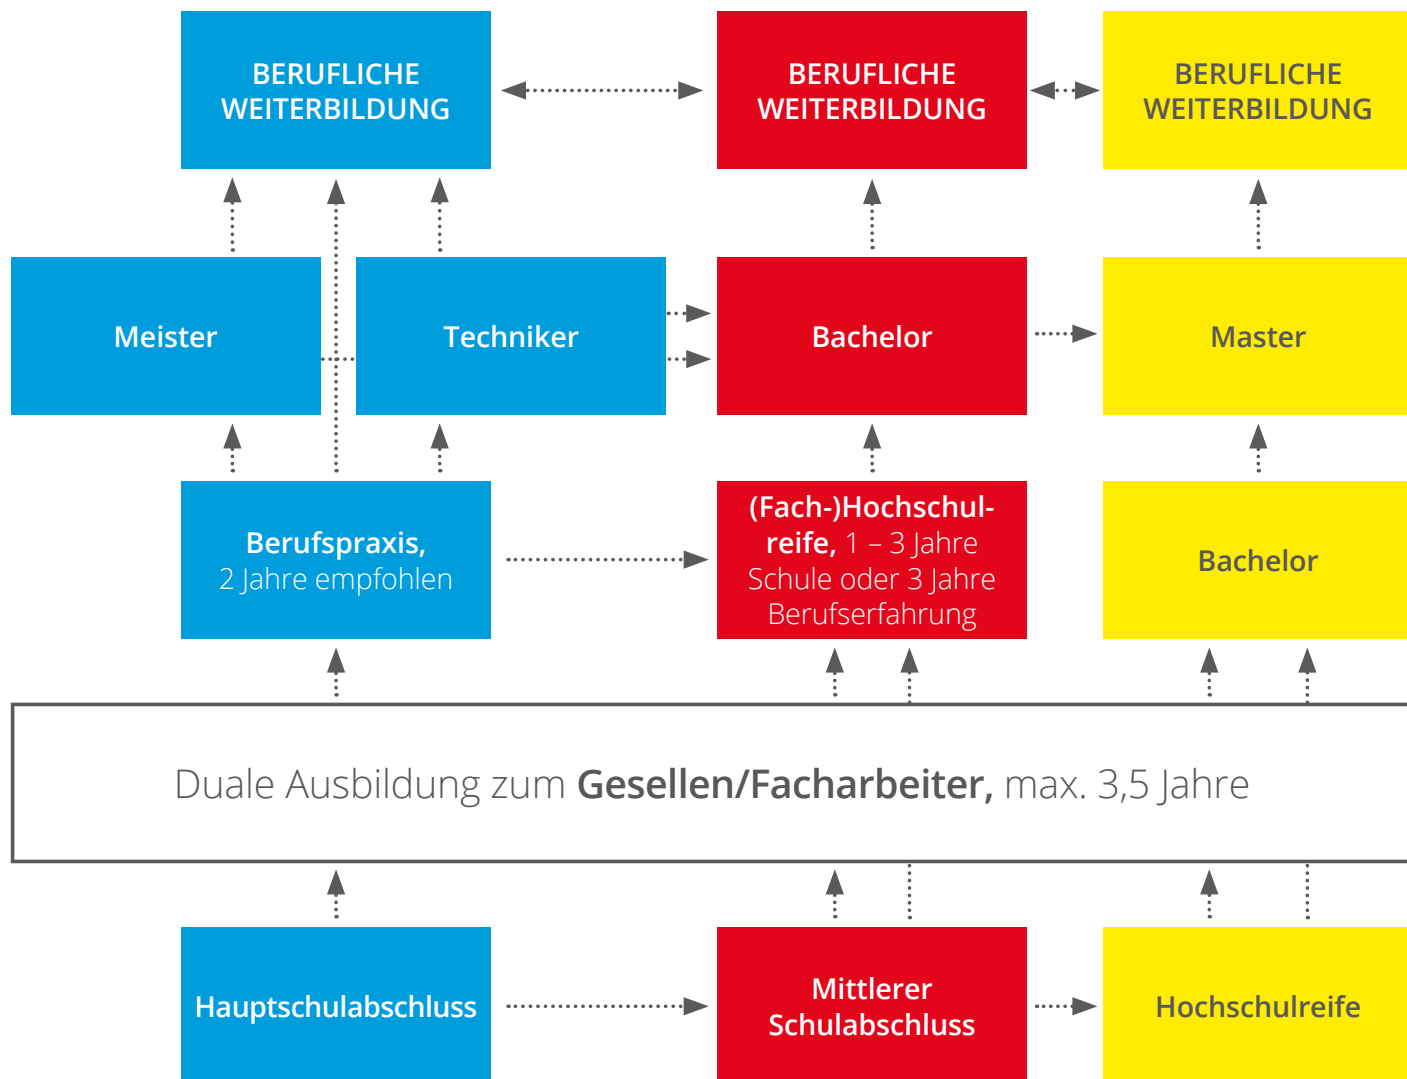 BERUFLICHE
WEITERBILDUNG
BERUFLICHE
WEITERBILDUNG
BERUFLICHE
WEITERBILDUNG
Meister
Techniker
Bachelor
Master
Berufspraxis,
2 Jahre empfohlen
(Fach-)Hochschul-
reife, 1 – 3 Jahre
Schule oder 3 Jahre
Berufserfahrung
Bachelor
Duale Ausbildung zum Gesellen/Facharbeiter, max. 3,5 Jahre
Hauptschulabschluss
Mittlerer
Schulabschluss
Hochschulreife